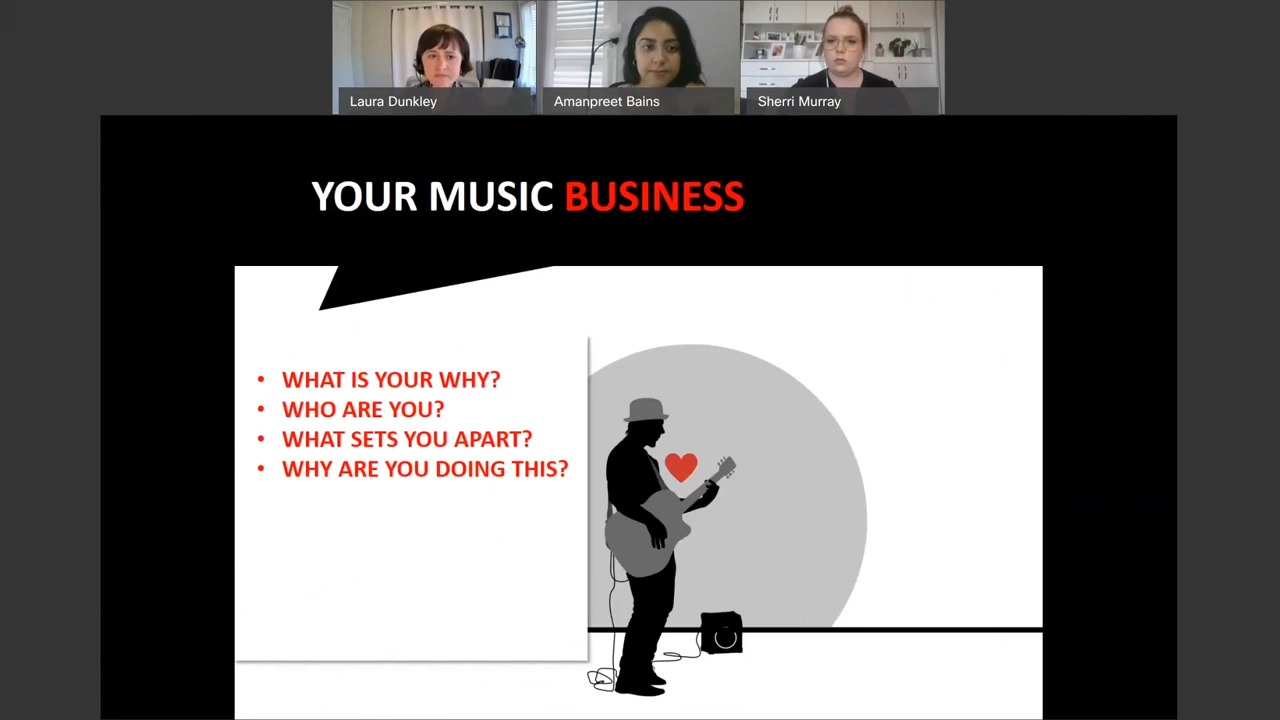 Laura Dunkley
Amanpreet Bains
Sherri Murray
YOUR MUSIC BUSINESS
• WHAT IS YOUR WHY?
• WHO ARE YOU?
• WHAT SETS YOU APART?
• WHY ARE YOU DOING THIS?